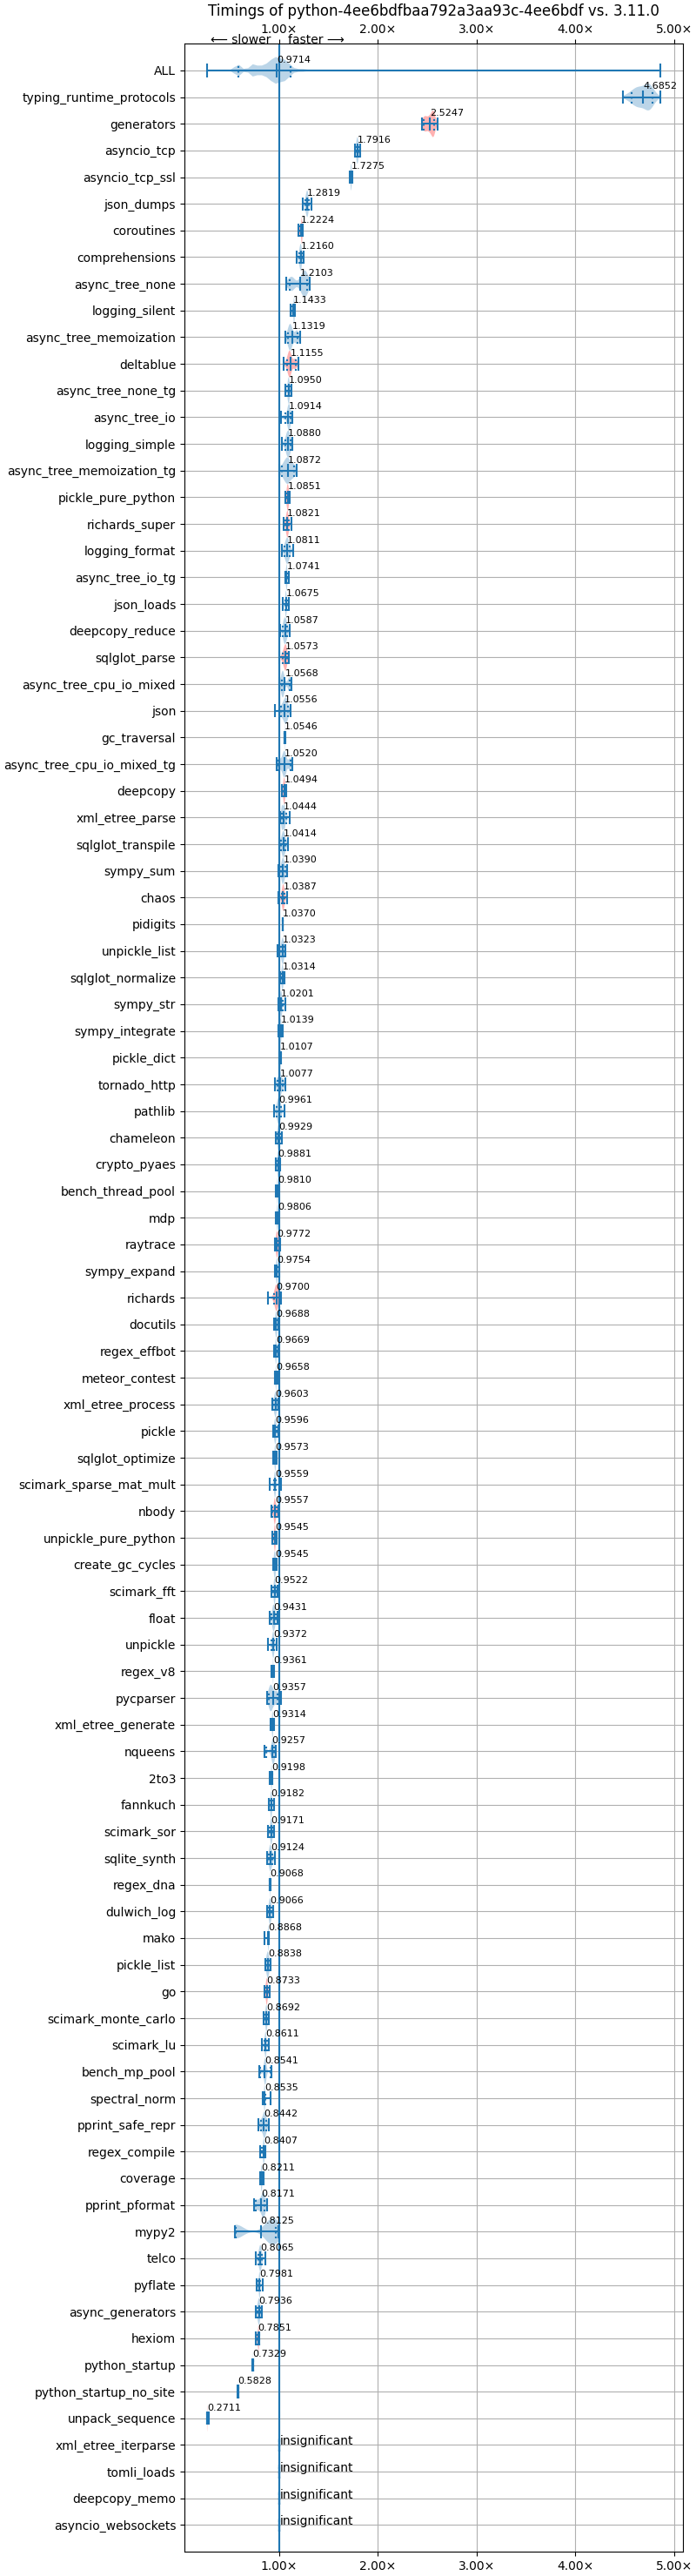 Timings of python-4ee6bdfbaa792a3aa93c-4ee6bdf vs. 3.11.0
1.00× 2.00× 3.00× 4.00× 5.00×
⟵ slower faster ⟶
ALL 0.9714
typing_runtime_protocols 4.6852
generators 2.5247
asyncio_tcp 1.7916
asyncio_tcp_ssl 1.7275
json_dumps 1.2819
coroutines 1.2224
comprehensions 1.2160
async_tree_none 1.2103
logging_silent 1.1433
async_tree_memoization 1.1319
deltablue 1.1155
async_tree_none_tg 1.0950
async_tree_io 1.0914
logging_simple 1.0880
async_tree_memoization_tg 1.0872
pickle_pure_python 1.0851
richards_super 1.0821
logging_format 1.0811
async_tree_io_tg 1.0741
json_loads 1.0675
deepcopy_reduce 1.0587
sqlglot_parse 1.0573
async_tree_cpu_io_mixed 1.0568
json 1.0556
gc_traversal 1.0546
async_tree_cpu_io_mixed_tg 1.0520
deepcopy 1.0494
xml_etree_parse 1.0444
sqlglot_transpile 1.0414
sympy_sum 1.0390
chaos 1.0387
pidigits 1.0370
unpickle_list 1.0323
sqlglot_normalize 1.0314
sympy_str 1.0201
sympy_integrate 1.0139
pickle_dict 1.0107
tornado_http 1.0077
pathlib 0.9961
chameleon 0.9929
crypto_pyaes 0.9881
bench_thread_pool 0.9810
mdp 0.9806
raytrace 0.9772
sympy_expand 0.9754
richards 0.9700
docutils 0.9688
regex_effbot 0.9669
meteor_contest 0.9658
xml_etree_process 0.9603
pickle 0.9596
sqlglot_optimize 0.9573
scimark_sparse_mat_mult 0.9559
nbody 0.9557
unpickle_pure_python 0.9545
create_gc_cycles 0.9545
scimark_fft 0.9522
float 0.9431
unpickle 0.9372
regex_v8 0.9361
pycparser 0.9357
xml_etree_generate 0.9314
nqueens 0.9257
2to3 0.9198
fannkuch 0.9182
scimark_sor 0.9171
sqlite_synth 0.9124
regex_dna 0.9068
dulwich_log 0.9066
mako 0.8868
pickle_list 0.8838
go 0.8733
scimark_monte_carlo 0.8692
scimark_lu 0.8611
bench_mp_pool 0.8541
spectral_norm 0.8535
pprint_safe_repr 0.8442
regex_compile 0.8407
coverage 0.8211
pprint_pformat 0.8171
mypy2 0.8125
telco 0.8065
pyflate 0.7981
async_generators 0.7936
hexiom 0.7851
python_startup 0.7329
python_startup_no_site 0.5828
unpack_sequence 0.2711
xml_etree_iterparse insignificant
tomli_loads insignificant
deepcopy_memo insignificant
asyncio_websockets insignificant
1.00× 2.00× 3.00× 4.00× 5.00×